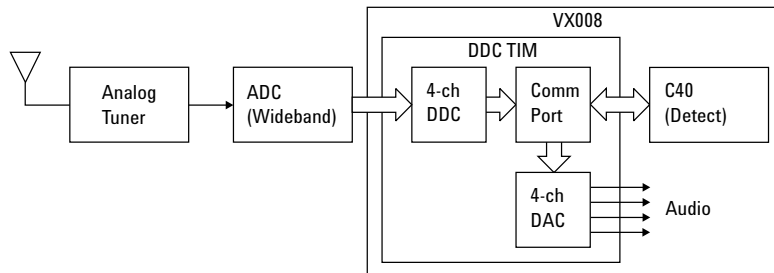 VX008
DDC TIM
Analog
Tuner
ADC
(Wideband)
4-ch
DDC
Comm
Port
C40
(Detect)
4-ch
DAC
Audio